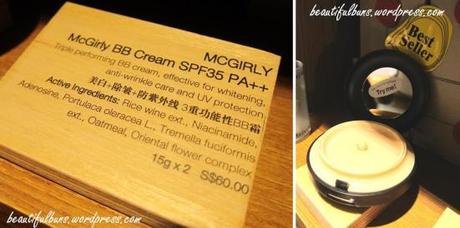 MCGIRLY
McGirly BB Cream SPF35 PA++
Triple performing BB cream, effective for whitening,
anti-wrinkle care and UV protection
美白+除皱+防紫外线 3重功能性BB霜
Active Ingredients: Rice wine ext., Niacinamide,
Adenosine, Portulaca oleracea L., Tremella fuciformis
ext., Oatmeal, Oriental flower complex
15g x 2 S$60.00
beautifulbuns.wordpress.com
beautifulbuns.wordpress.com
Best
Seller
Try me!
beautifulbuns.wordpress.com